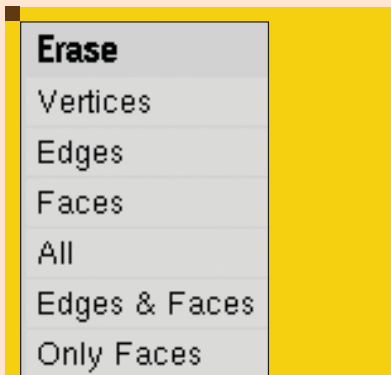 Erase
Vertices
Edges
Faces
All
Edges & Faces
Only Faces